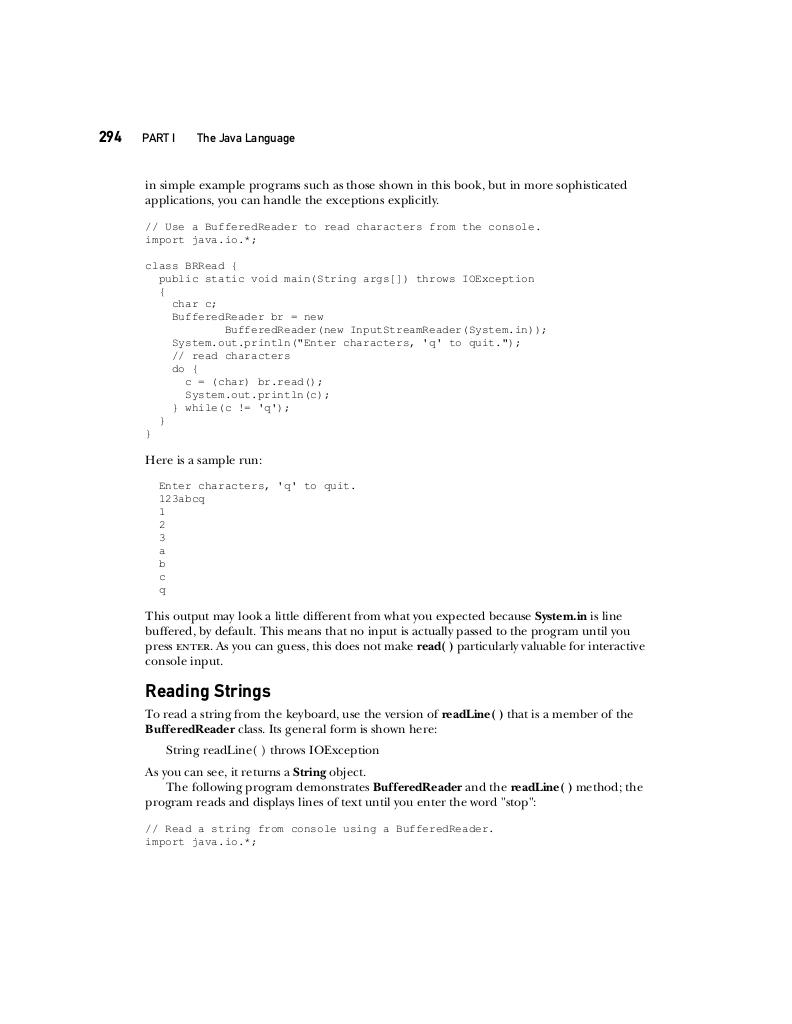 294 PART I The Java Language
in simple example programs such as those shown in this book, but in more sophisticated
applications, you can handle the exceptions explicitly.
// Use a BufferedReader to read characters from the console.
import java.io.*;
class BRRead {
  public static void main(String args[]) throws IOException
  {
    char c;
    BufferedReader br = new
            BufferedReader(new InputStreamReader(System.in));
    System.out.println("Enter characters, 'q' to quit.");
    // read characters
    do {
      c = (char) br.read();
      System.out.println(c);
    } while(c != 'q');
  }
}
Here is a sample run:
  Enter characters, 'q' to quit.
  123abcq
  1
  2
  3
  a
  b
  c
  q
This output may look a little different from what you expected because System.in is line
buffered, by default. This means that no input is actually passed to the program until you
press ENTER. As you can guess, this does not make read( ) particularly valuable for interactive
console input.
Reading Strings
To read a string from the keyboard, use the version of readLine( ) that is a member of the
BufferedReader class. Its general form is shown here:
String readLine( ) throws IOException
As you can see, it returns a String object.
The following program demonstrates BufferedReader and the readLine( ) method; the
program reads and displays lines of text until you enter the word "stop":
// Read a string from console using a BufferedReader.
import java.io.*;